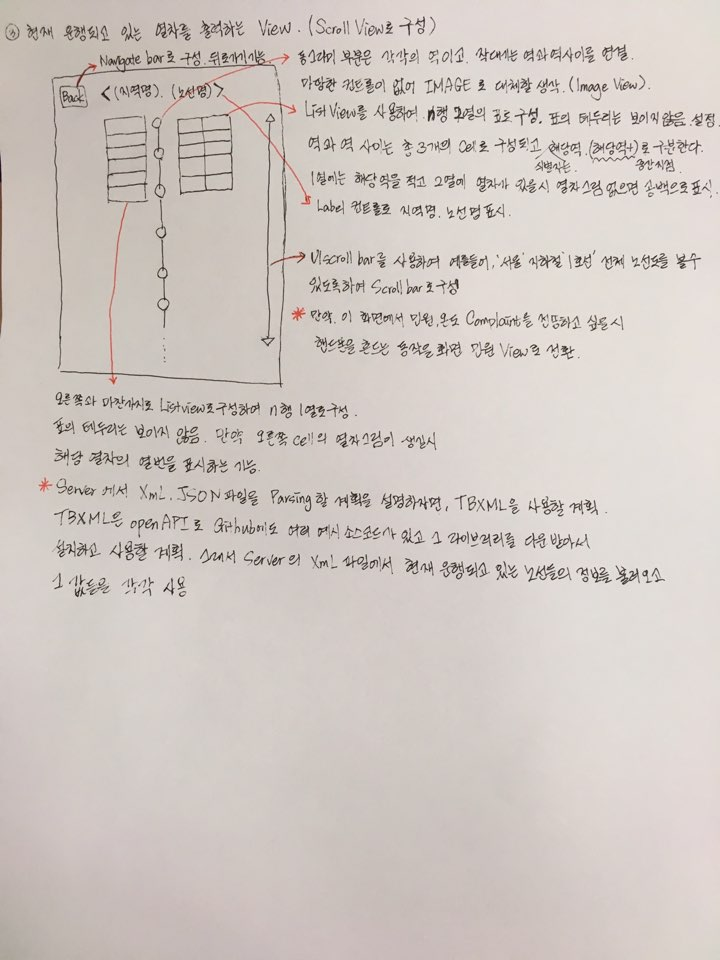 ③ 현재 운행되고 있는 열차를 출력하는 View. (Scroll View로 구성)
Navigate bar로 구성. 뒤로가기 가능.
Back
<(지역명). (노선명)>
동그라미 부분은 각각의 역이고. 작대기는 역과 역사이를 연결.
마땅한 컨트롤이 없어 IMAGE로 대체할 생각. (Image View).
List View를 사용하여. n행 2열의 표로 구성. 표의 테두리는 보이지 않음. 설정.
역과 역 사이는 총 3개의 Cell로 구성되고 해당역. (해당역+)로 구분한다.
중간지점.
1열에는 해당역을 적고 2열에 열차가 있을시 열차그림 없으면 공백으로 표시.
Label 컨트롤로 지역명. 노선명 표시.
UIscroll bar를 사용하여 예를들어, '서울' 지하철 '1호선' 전체 노선도를 볼수
있도록하여 Scroll bar로 구성
* 만약. 이 화면에서 민원. 온도 Complaint을 전송하고 싶을시
핸드폰을 흔드는 동작을 화면 민원 View로 전환.
오른쪽과 마찬가지로 Listview로 구성하여 n행 1열로 구성.
표의 테두리는 보이지 않음. 만약 오른쪽 cell의 열차그림이 생길시
해당 열차의 열번을 표시하는 기능.
* Server에서 XmL. JSON 파일을 Parsing할 계획을 설명하자면, TBXML을 사용할 계획.
TBXML은 openAPI로 Github에도 여러 예시 소스코드가 있고 그 라이브러리를 다운 받아서
설치하고 사용할 계획. 그래서 Server의 XmL 파일에서 현재 운행되고 있는 노선들의 정보를 불러오고
그 값들을 각각 사용